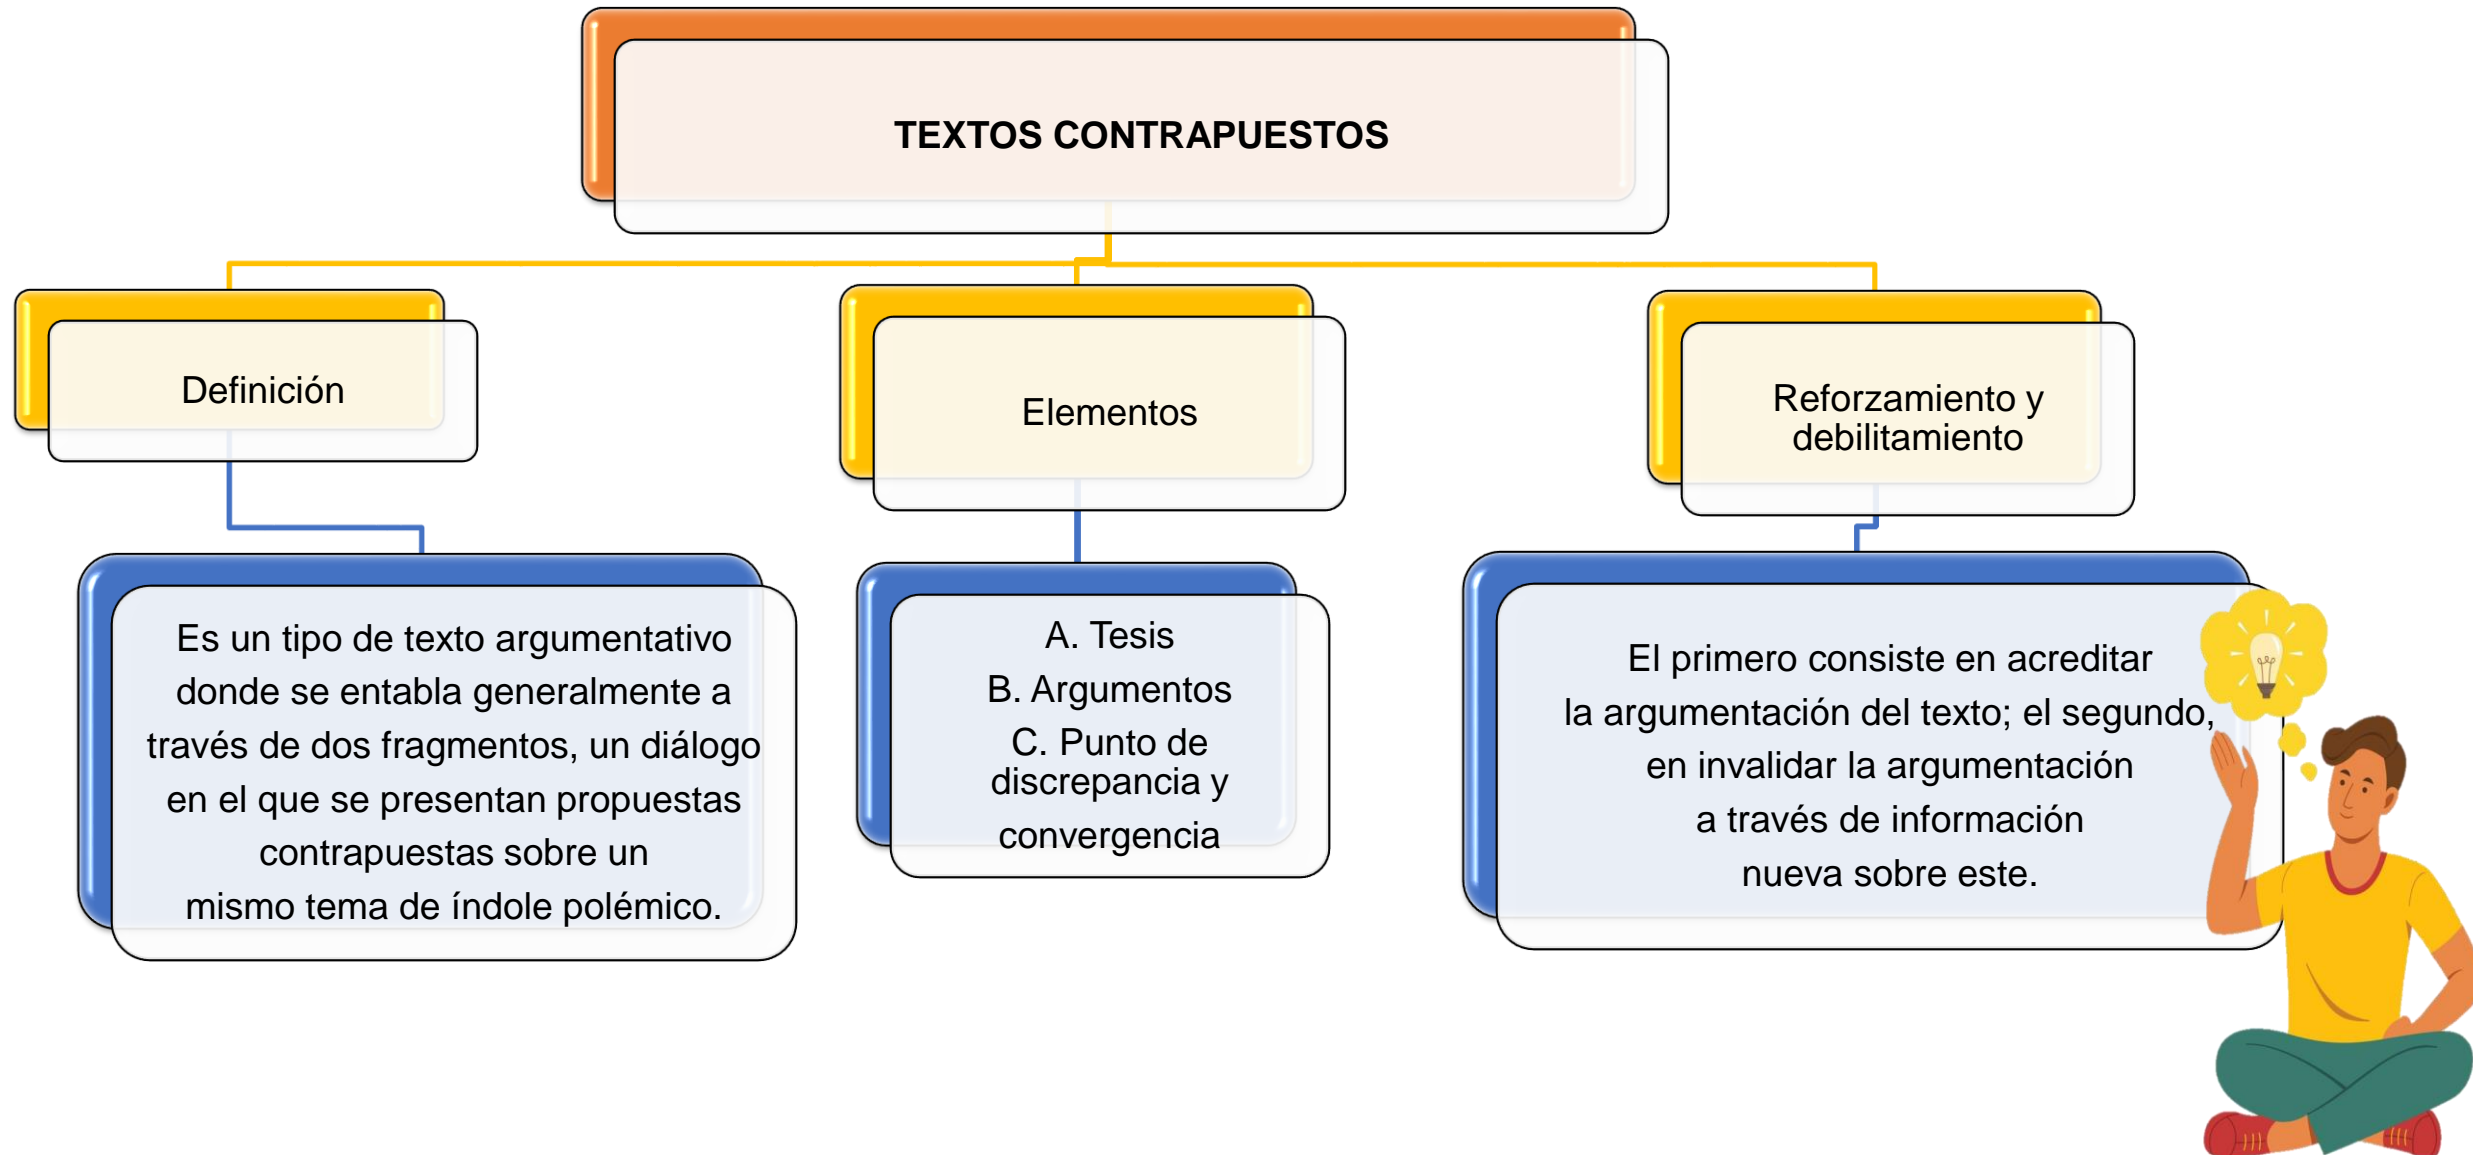 TEXTOS CONTRAPUESTOS
Definición
Es un tipo de texto argumentativo
donde se entabla generalmente a
través de dos fragmentos, un diálogo
en el que se presentan propuestas
contrapuestas sobre un
mismo tema de índole polémico.
Elementos
A. Tesis
B. Argumentos
C. Punto de
discrepancia y
convergencia
Reforzamiento y
debilitamiento
El primero consiste en acreditar
la argumentación del texto; el segundo,
en invalidar la argumentación
a través de información
nueva sobre este.